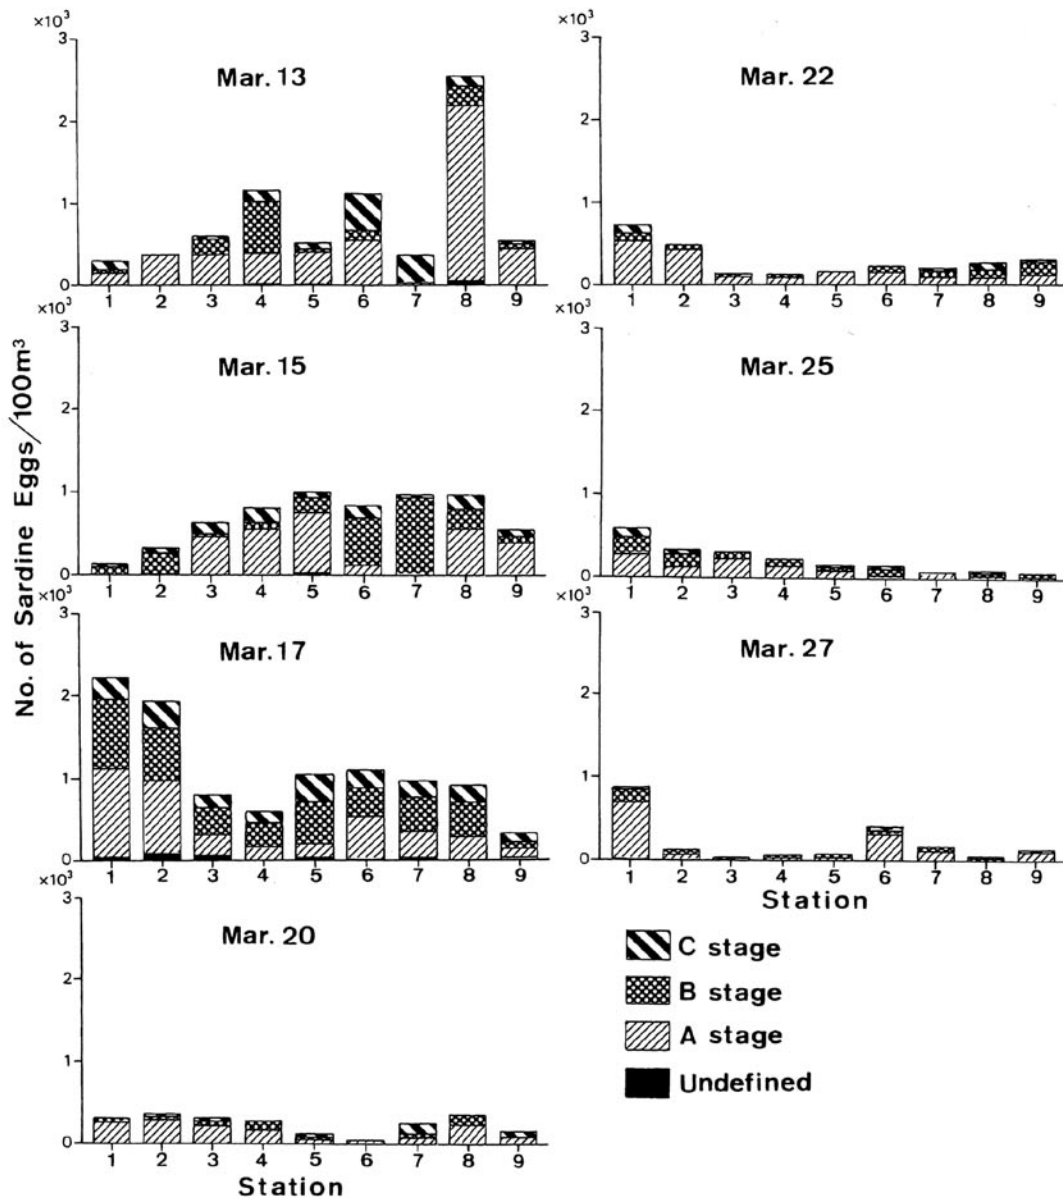 No. of Sardine Eggs/100m³
×10³
3
2
1
0
Mar. 13
1 2 3 4 5 6 7 8 9
×10³
3
2
1
0
Mar. 15
1 2 3 4 5 6 7 8 9
×10³
3
2
1
0
Mar. 17
1 2 3 4 5 6 7 8 9
×10³
3
2
1
0
Mar. 20
1 2 3 4 5 6 7 8 9
Station
×10³
3
2
1
0
Mar. 22
1 2 3 4 5 6 7 8 9
×10³
3
2
1
0
Mar. 25
1 2 3 4 5 6 7 8 9
×10³
3
2
1
0
Mar. 27
1 2 3 4 5 6 7 8 9
Station
C stage
B stage
A stage
Undefined